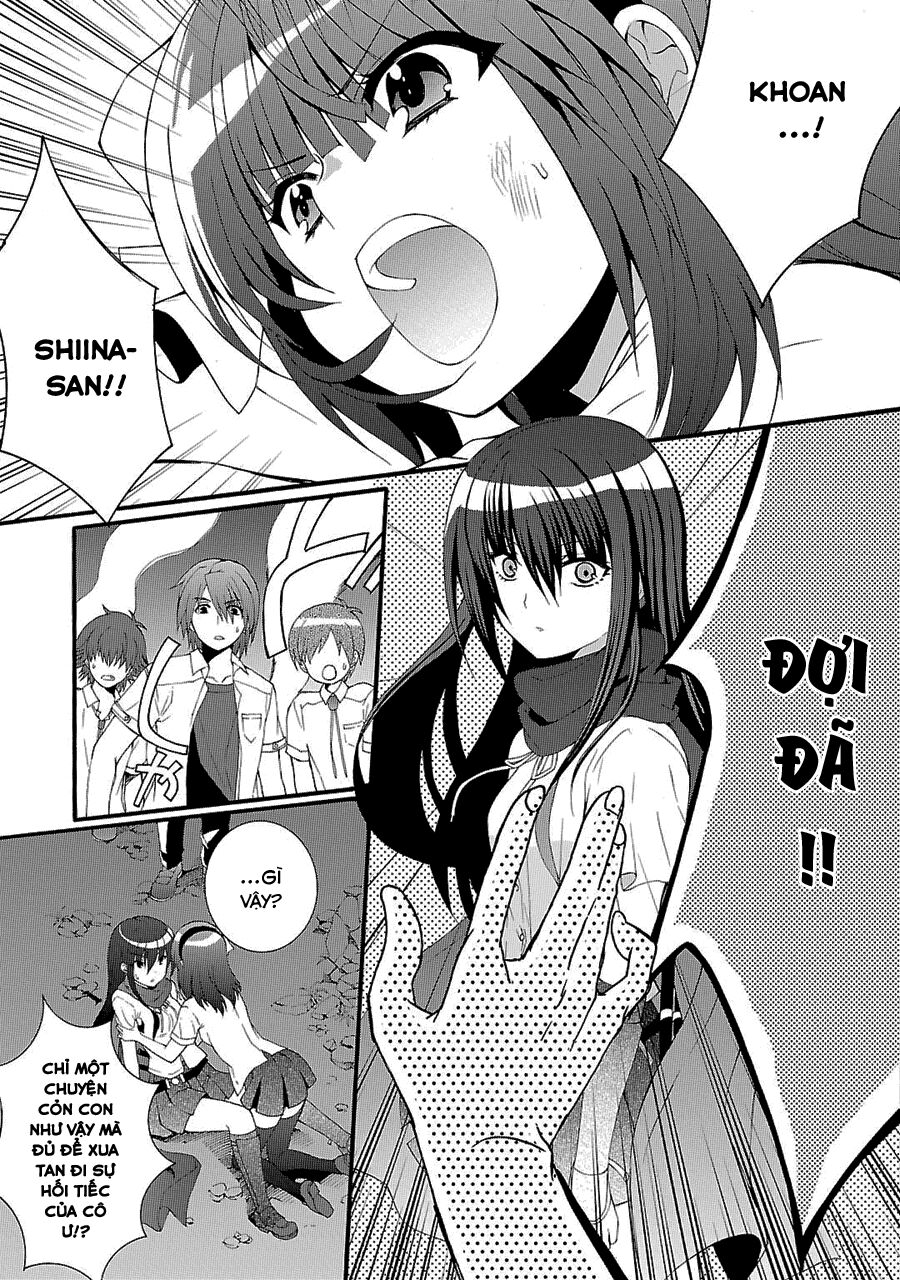 KHOAN
...!
SHIINA-
SAN!!
ĐỢI
ĐÃ
!!
...GÌ
VẬY?
CHỈ MỘT
CHUYỆN
CỎN CON
NHƯ VẬY MÀ
ĐỦ ĐỂ XUA
TAN ĐI SỰ
HỐI TIẾC
CỦA CÔ
Ư!?